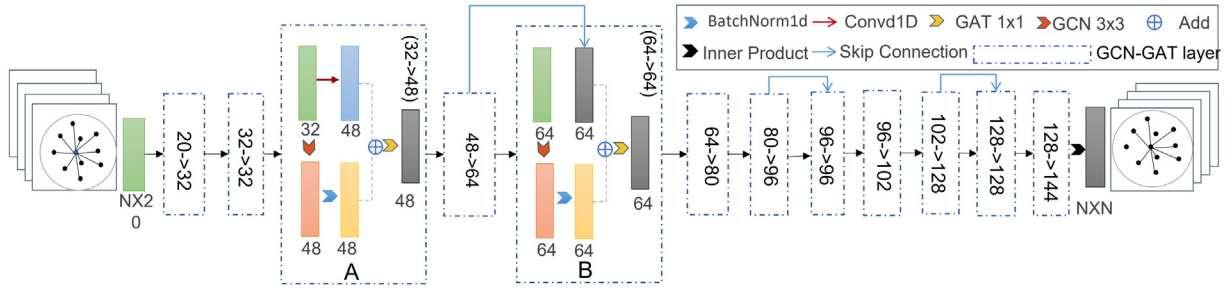 BatchNorm1d
Convd1D
GAT 1x1
GCN 3x3
Add
Inner Product
Skip Connection
GCN-GAT layer
NX2
0
20->32
32->32
32
48
48
48
48
(32->48)
A
48->64
64
64
64
64
64
(64->64)
B
64->80
80->96
96->96
96->102
102->128
128->128
128->144
NXN